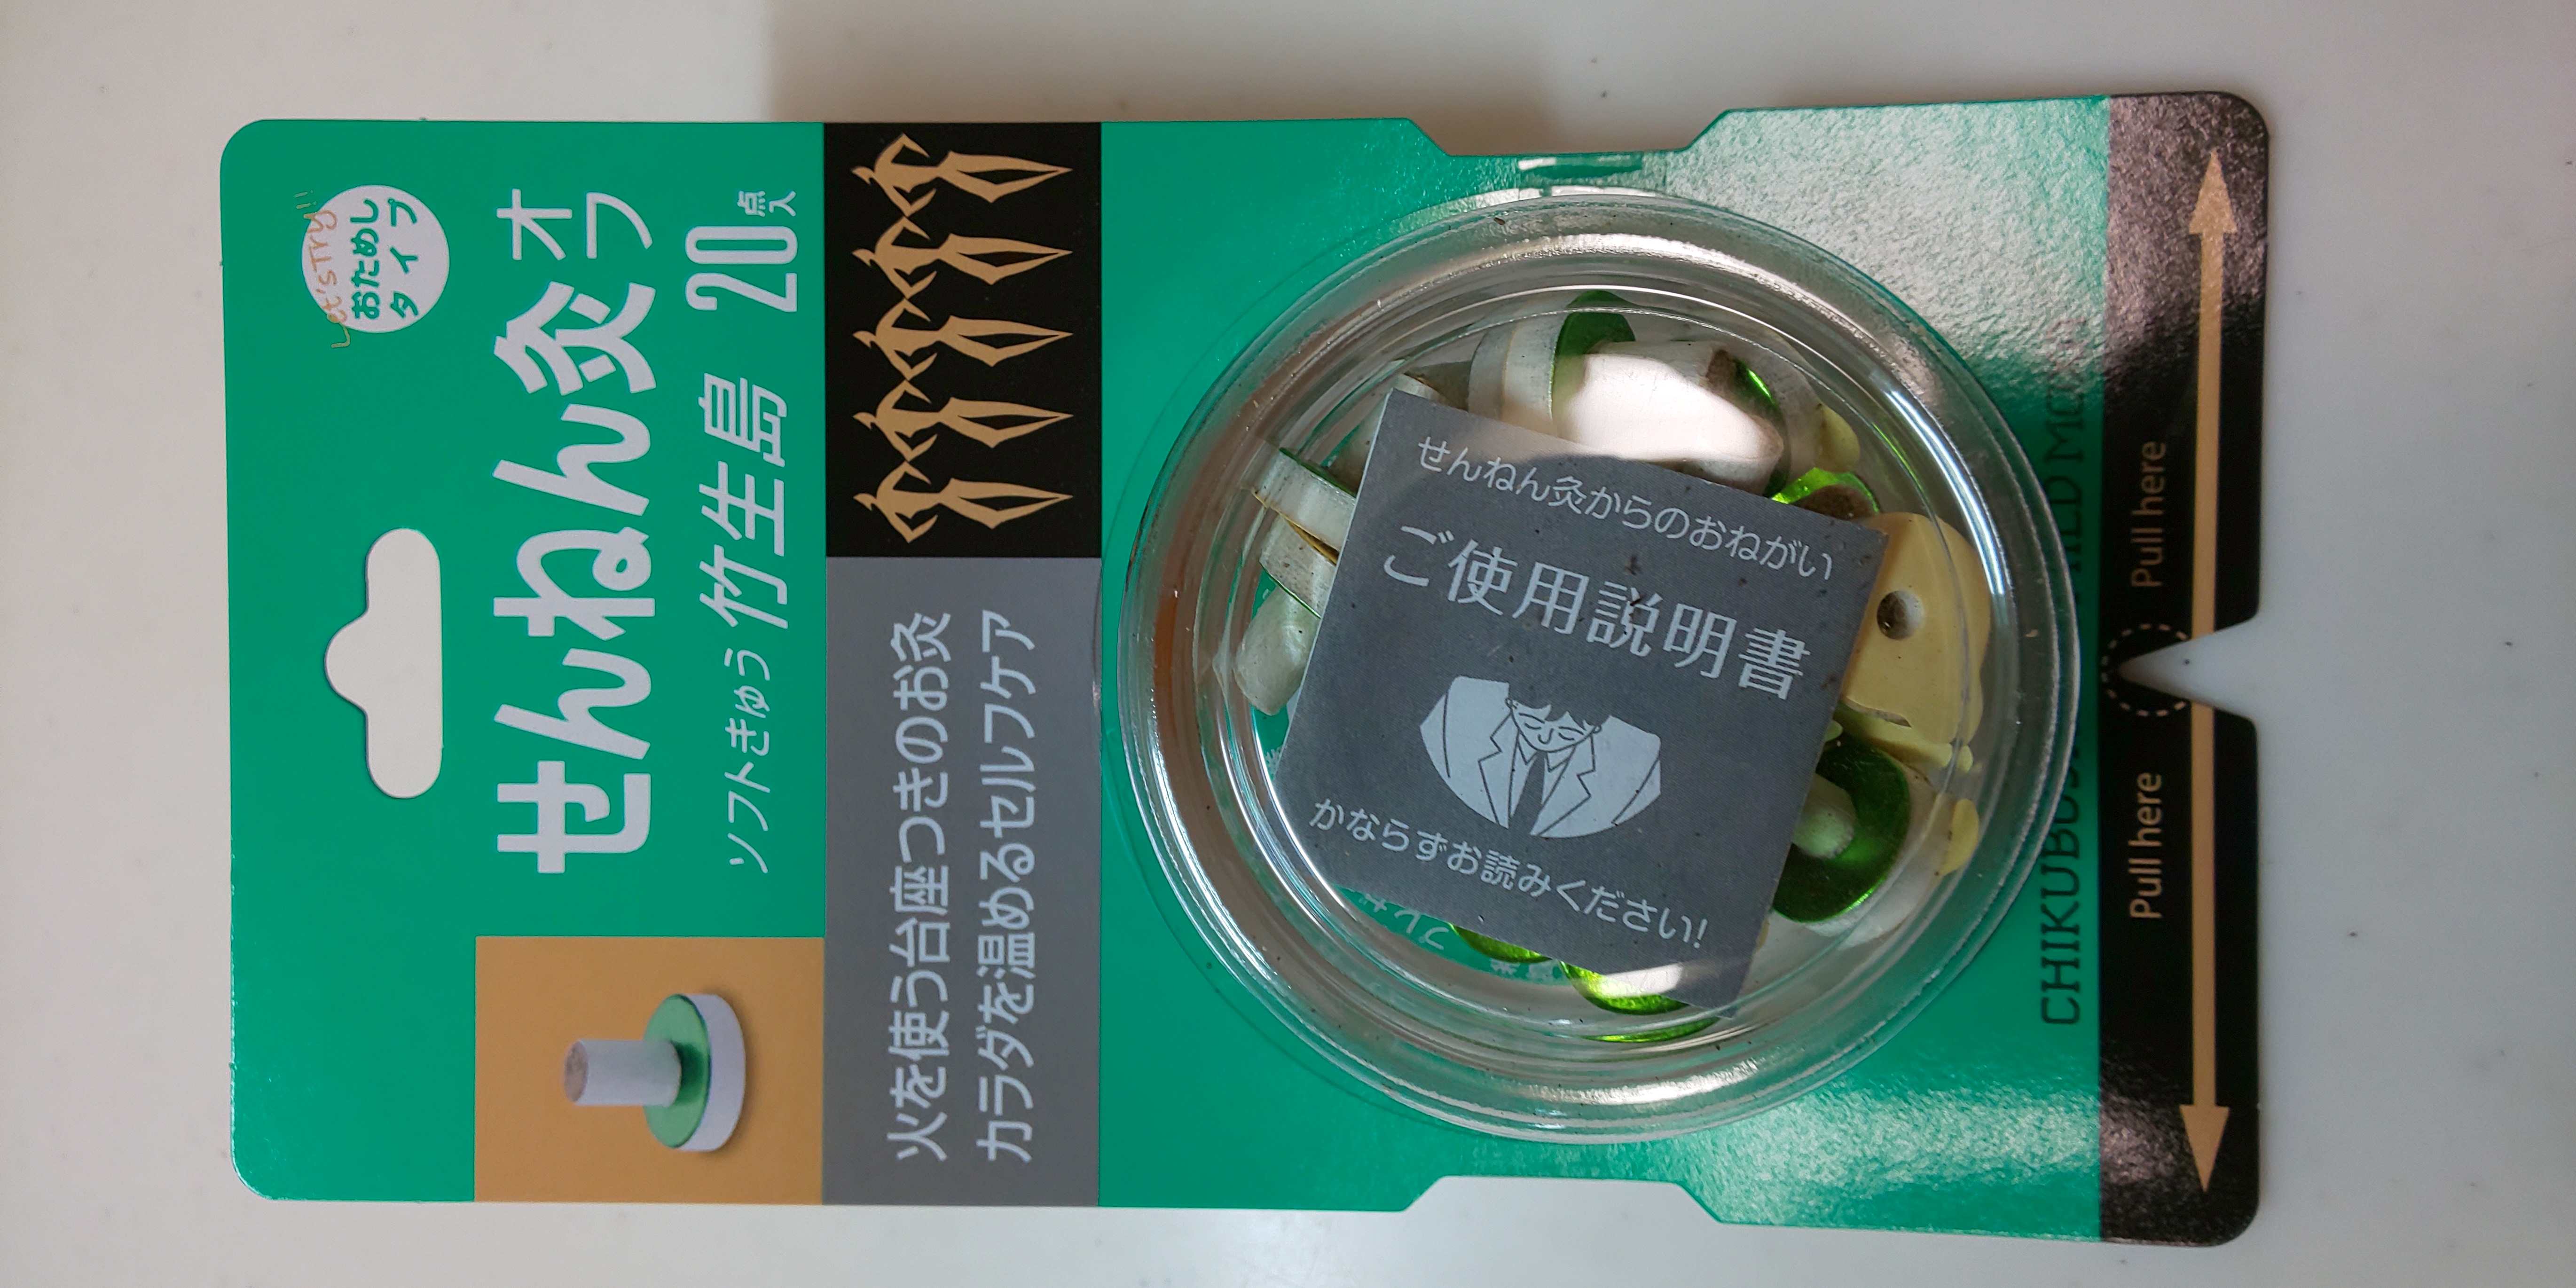 Let's Try!!
おためし
タイプ
せんねん灸オフ
ソフトきゅう 竹生島 20点入
火を使う台座つきのお灸
カラダを温めるセルフケア
せんねん灸からのおねがい
ご使用説明書
かならずお読みください!
CHIKUBU
MILD
Pull here
Pull here